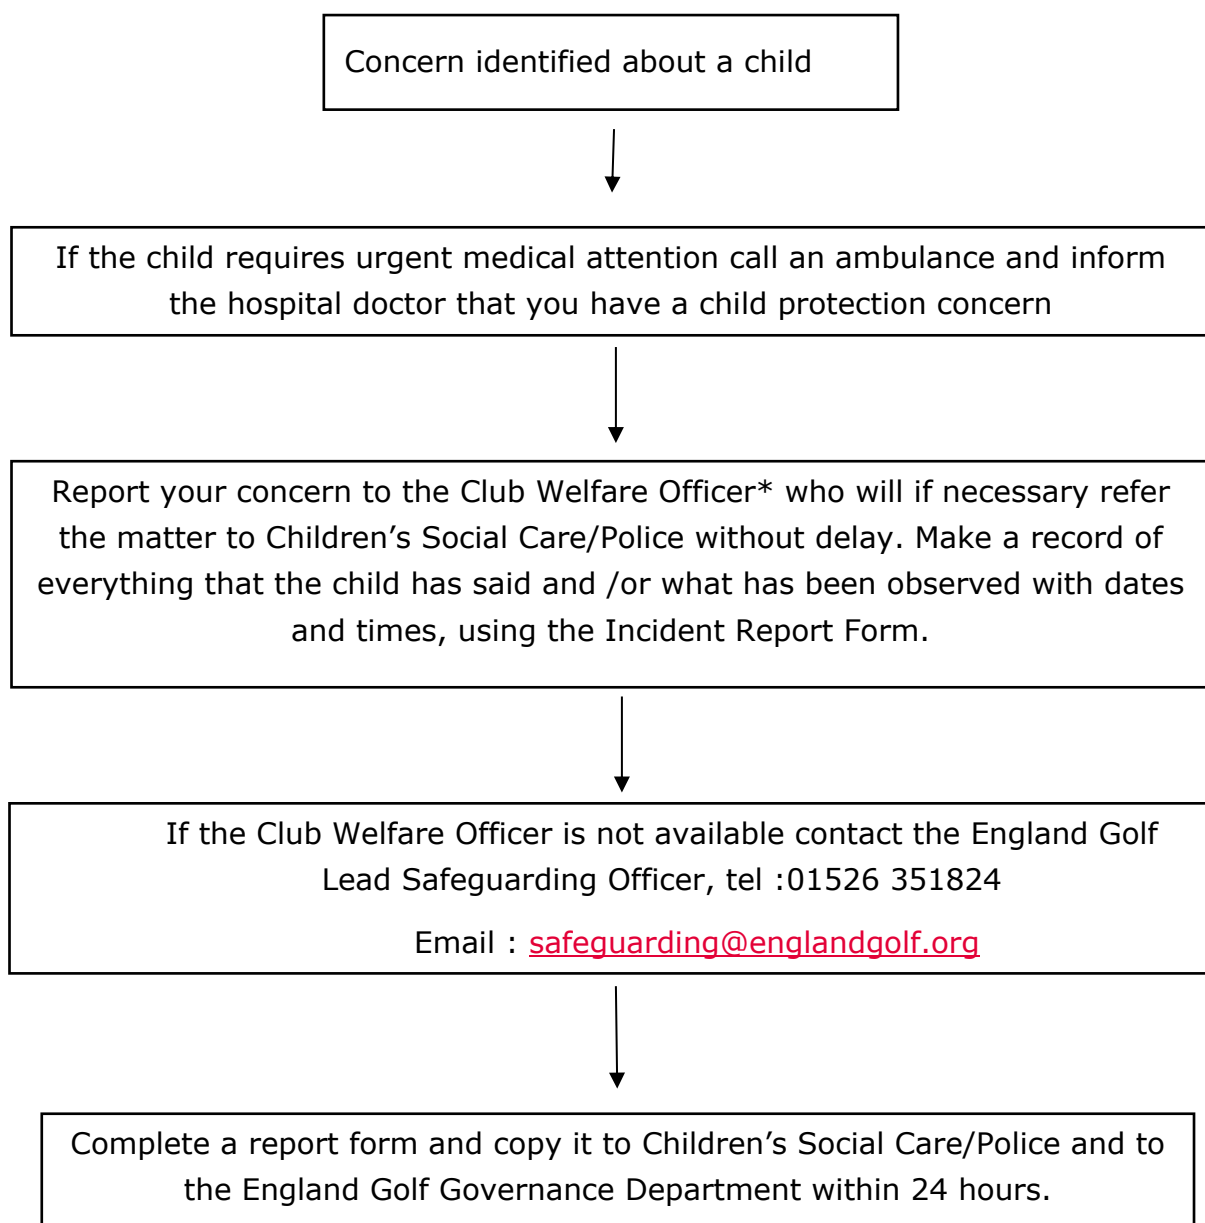 Concern identified about a child
If the child requires urgent medical attention call an ambulance and inform
the hospital doctor that you have a child protection concern
Report your concern to the Club Welfare Officer* who will if necessary refer
the matter to Children’s Social Care/Police without delay. Make a record of
everything that the child has said and /or what has been observed with dates
and times, using the Incident Report Form.
If the Club Welfare Officer is not available contact the England Golf
Lead Safeguarding Officer, tel :01526 351824
Email : safeguarding@englandgolf.org
Complete a report form and copy it to Children’s Social Care/Police and to
the England Golf Governance Department within 24 hours.